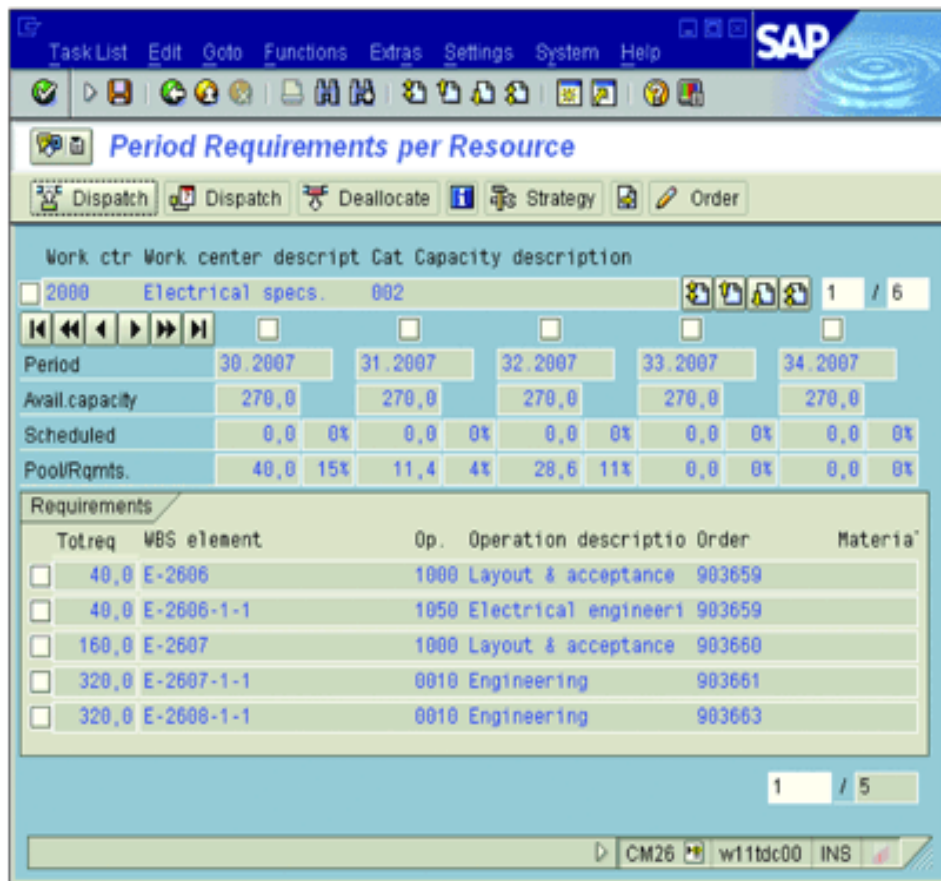 Task List Edit Goto Functions Extras Settings System Help SAP
Period Requirements per Resource
Dispatch Dispatch Deallocate Strategy Order
Work ctr Work center descript Cat Capacity description
2000 Electrical specs. 002 1 / 6
Period 30.2007 31.2007 32.2007 33.2007 34.2007
Avail.capacity 270,0 270,0 270,0 270,0 270,0
Scheduled 0,0 0% 0,0 0% 0,0 0% 0,0 0% 0,0 0%
Pool/Rqmts. 40,0 15% 11,4 4% 28,6 11% 0,0 0% 0,0 0%
Requirements
Tot.req WBS element Op. Operation descriptio Order Material
40,0 E-2606 1000 Layout & acceptance 903659
40,0 E-2606-1-1 1050 Electrical engineeri 903659
160,0 E-2607 1000 Layout & acceptance 903660
320,0 E-2607-1-1 0010 Engineering 903661
320,0 E-2608-1-1 0010 Engineering 903663
1 / 5
CM26 w11tdc00 INS